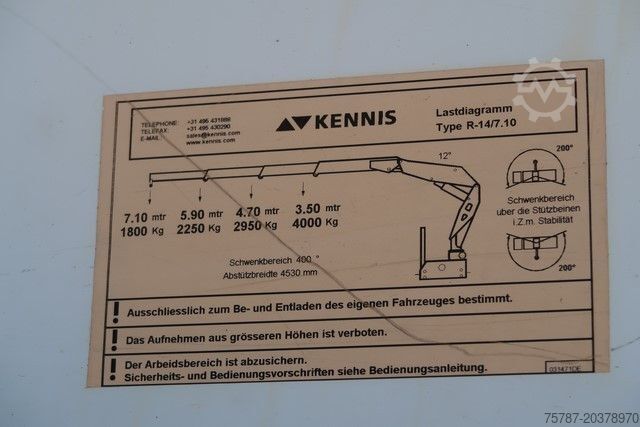 TELEPHONE: +31 495 431886
TELEFAX: +31 495 430290
E-MAIL: sales@kennis.com
www.kennis.com
KENNIS
Lastdiagramm
Type R-14/7.10
12°
200°
7.10 mtr 5.90 mtr 4.70 mtr 3.50 mtr
1800 Kg 2250 Kg 2950 Kg 4000 Kg
Schwenkbereich
über die Stützbeinen
i.Z.m. Stabilität
200°
Schwenkbereich 400 °
Abstützbreidte 4530 mm
! Ausschliesslich zum Be- und Entladen des eigenen Fahrzeuges bestimmt.
! Das Aufnehmen aus grösseren Höhen ist verboten.
! Der Arbeitsbereich ist abzusichern.
Sicherheits- und Bedienungsvorschriften siehe Bedienungsanleitung.
031471DE
75787-20378970